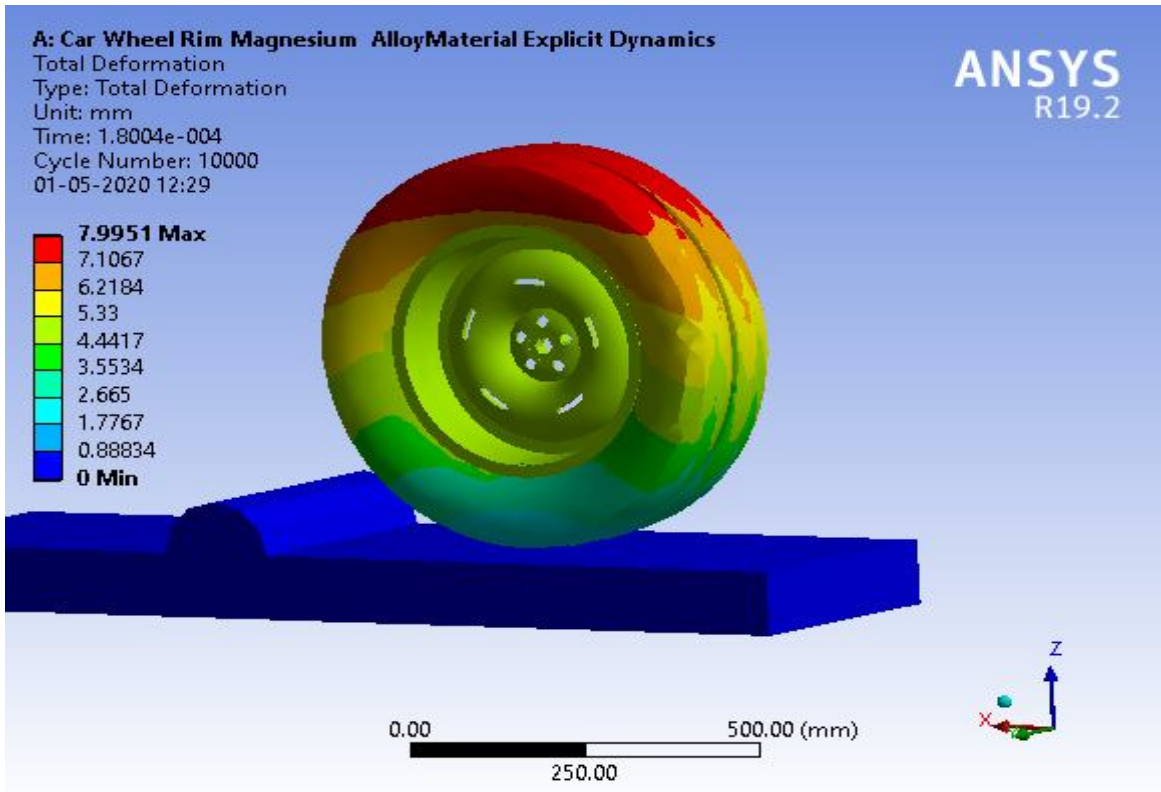 A: Car Wheel Rim Magnesium  AlloyMaterial Explicit Dynamics
Total Deformation
Type: Total Deformation
Unit: mm
Time: 1.8004e-004
Cycle Number: 10000
01-05-2020 12:29
ANSYS
R19.2
7.9951 Max
7.1067
6.2184
5.33
4.4417
3.5534
2.665
1.7767
0.88834
0 Min
0.00
500.00 (mm)
250.00
Z
X